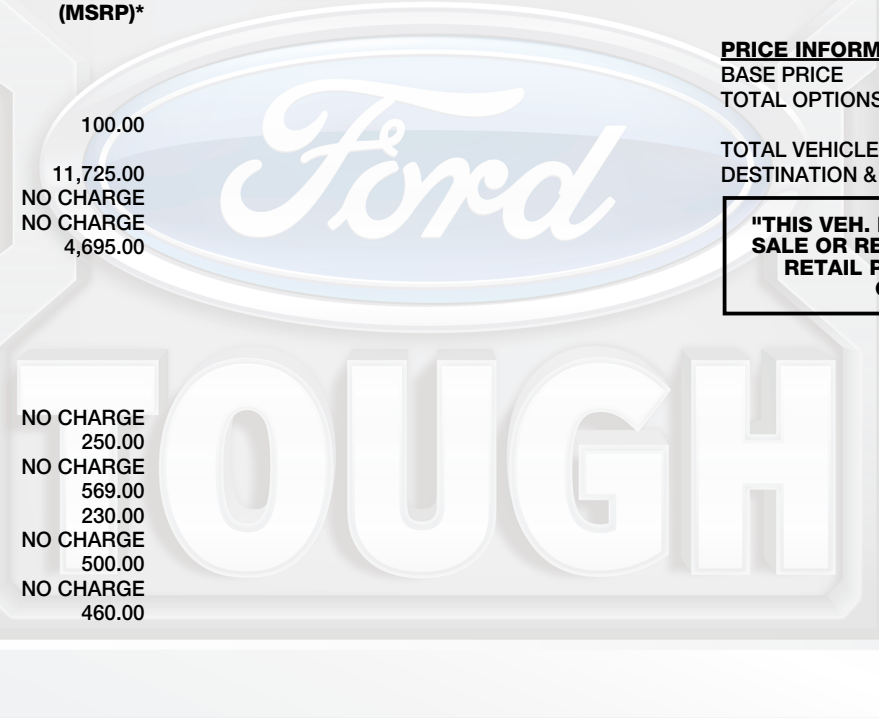 (MSRP)*
100.00
11,725.00
NO CHARGE
NO CHARGE
4,695.00
NO CHARGE
250.00
NO CHARGE
569.00
230.00
NO CHARGE
500.00
NO CHARGE
460.00
PRICE INFORM
BASE PRICE
TOTAL OPTIONS
TOTAL VEHICLE
DESTINATION &
"THIS VEH.
SALE OR RE
RETAIL P
Ford
TOUGH